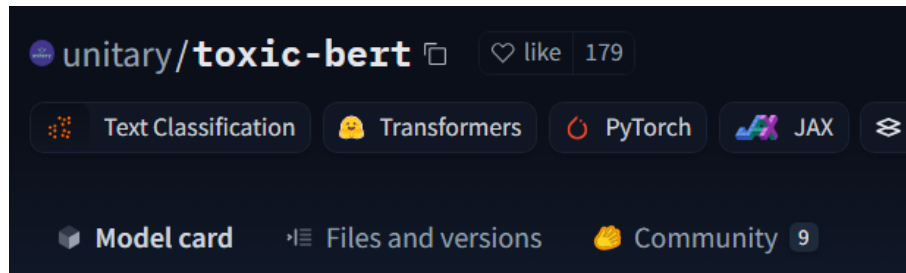 unitary/toxic-bert like 179
Text Classification Transformers PyTorch JAX
Model card Files and versions Community 9